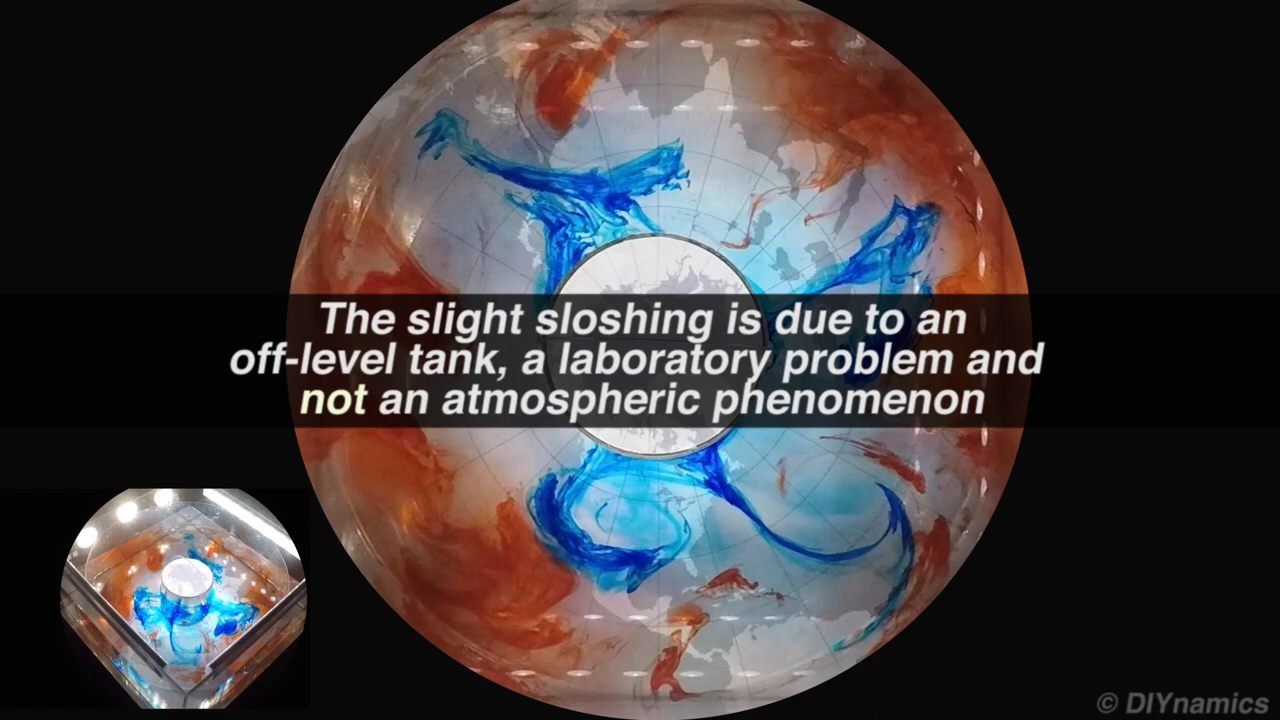 The slight sloshing is due to an
off-level tank, a laboratory problem and
not an atmospheric phenomenon
© DIYnamics